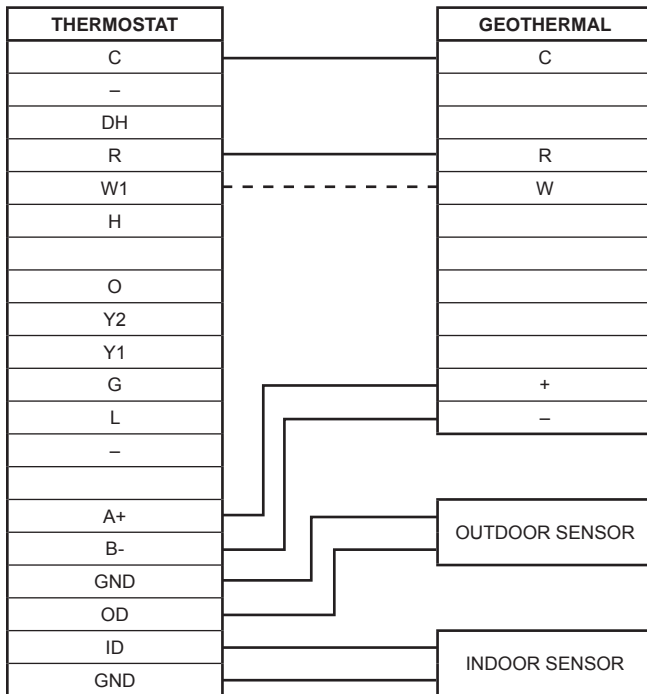 THERMOSTAT
C
–
DH
R
W1
H
O
Y2
Y1
G
L
–
A+
B-
GND
OD
ID
GND
GEOTHERMAL
C
R
W
+
–
OUTDOOR SENSOR
INDOOR SENSOR